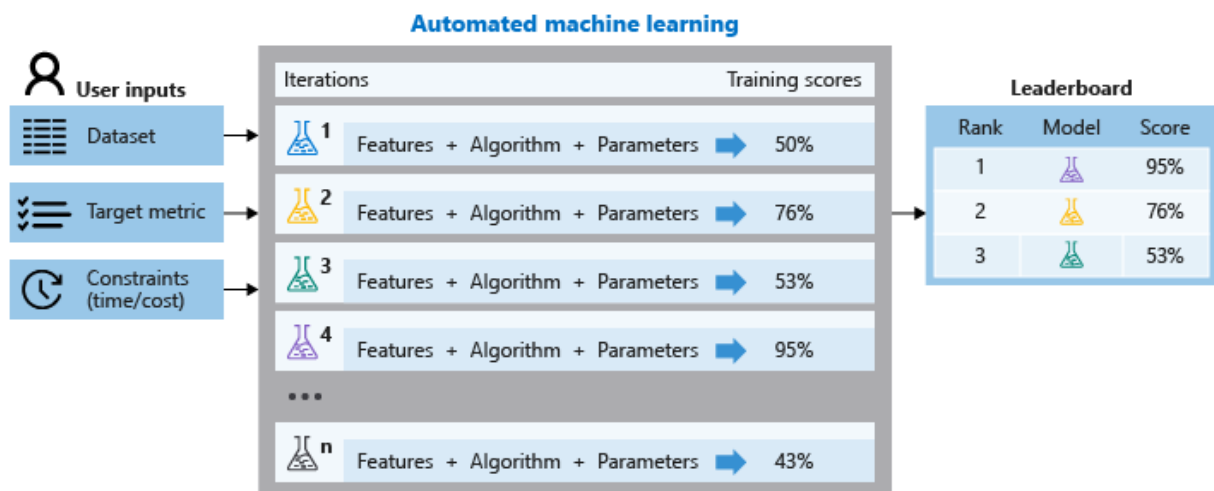 Automated machine learning
User inputs
Dataset
Target metric
Constraints
(time/cost)
Iterations Training scores
1 Features + Algorithm + Parameters 50%
2 Features + Algorithm + Parameters 76%
3 Features + Algorithm + Parameters 53%
4 Features + Algorithm + Parameters 95%
•••
n Features + Algorithm + Parameters 43%
Leaderboard
Rank Model Score
1 95%
2 76%
3 53%